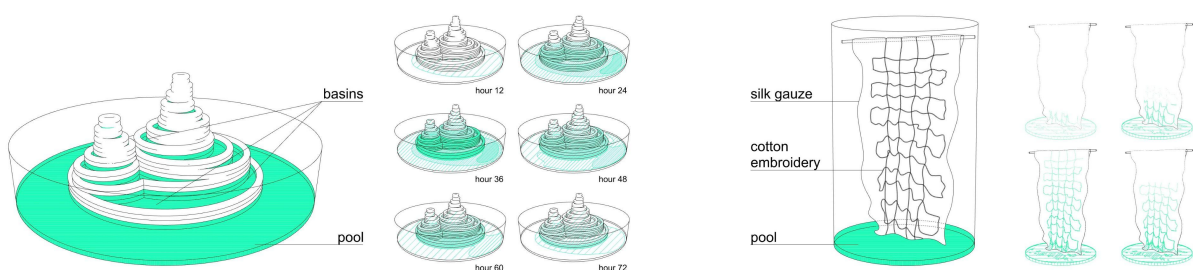 basins
pool
hour 12
hour 24
hour 36
hour 48
hour 60
hour 72
silk gauze
cotton
embroidery
pool